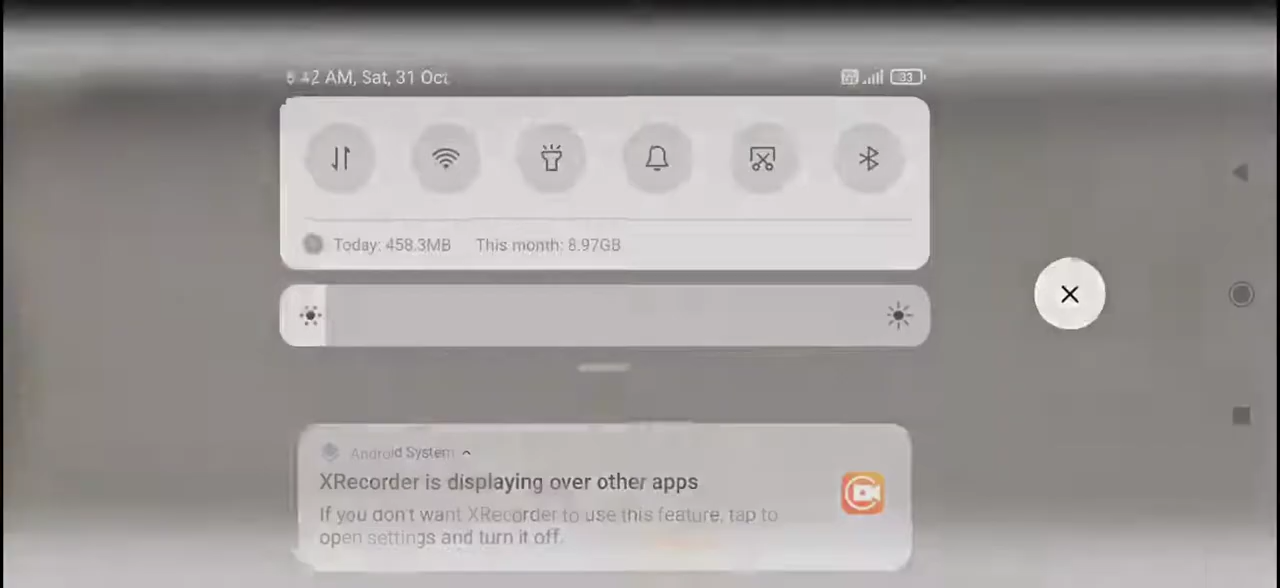 42 AM, Sat, 31 Oct
33
Today: 458.3MB This month: 8.97GB
Android System
XRecorder is displaying over other apps
If you don't want XRecorder to use this feature, tap to
open settings and turn it off.